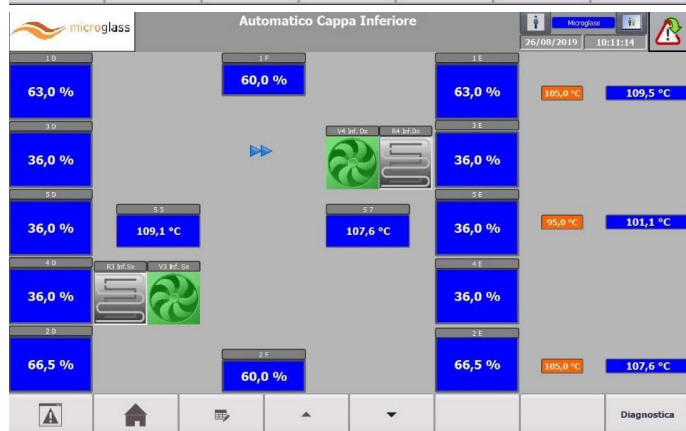 microglass
Automatico Cappa Inferiore
Microglass
26/08/2019 10:11:14
1 D 1 F 1 E
63,0 % 60,0 % 63,0 % 105,0 °C 109,5 °C
3 D V4 Inf. Dx R4 Inf.Dx 3 E
36,0 % 36,0 %
5 D S 5 S 7 5 E
36,0 % 109,1 °C 107,6 °C 36,0 % 95,0 °C 101,1 °C
4 D R3 Inf.Sx V3 Inf. Sx 4 E
36,0 % 36,0 %
2 D 2 F 2 E
66,5 % 60,0 % 66,5 % 105,0 °C 107,6 °C
Diagnostica